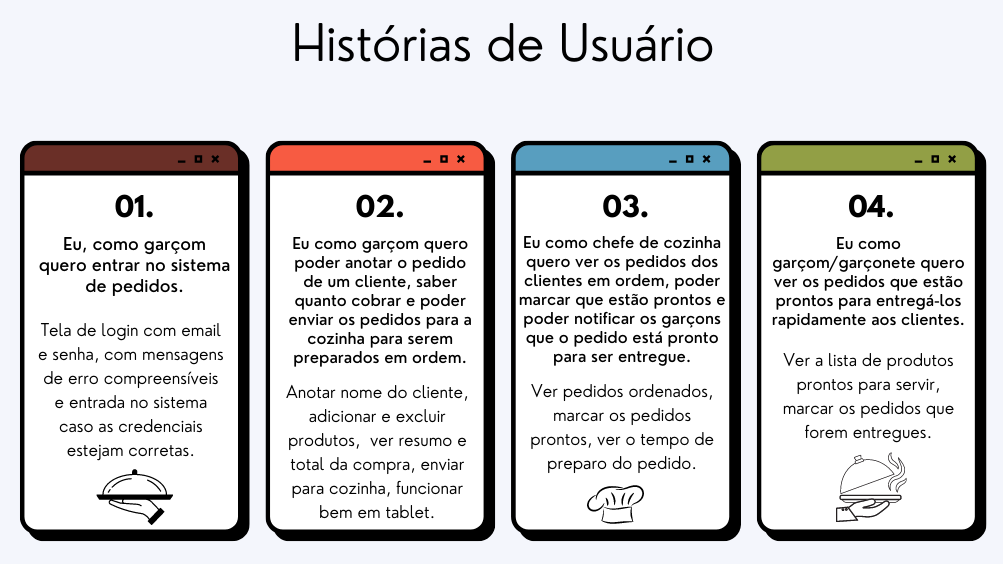 Histórias de Usuário
01.
Eu, como garçom
quero entrar no sistema
de pedidos.
Tela de login com email
e senha, com mensagens
de erro compreensíveis
e entrada no sistema
caso as credenciais
estejam corretas.
02.
Eu como garçom quero
poder anotar o pedido
de um cliente, saber
quanto cobrar e poder
enviar os pedidos para a
cozinha para serem
preparados em ordem.
Anotar nome do cliente,
adicionar e excluir
produtos,  ver resumo e
total da compra, enviar
para cozinha, funcionar
bem em tablet.
03.
Eu como chefe de cozinha
quero ver os pedidos dos
clientes em ordem, poder
marcar que estão prontos e
poder notificar os garçons
que o pedido está pronto
para ser entregue.
Ver pedidos ordenados,
marcar os pedidos
prontos, ver o tempo de
preparo do pedido.
04.
Eu como
garçom/garçonete quero
ver os pedidos que estão
prontos para entregá-los
rapidamente aos clientes.
Ver a lista de produtos
prontos para servir,
marcar os pedidos que
forem entregues.